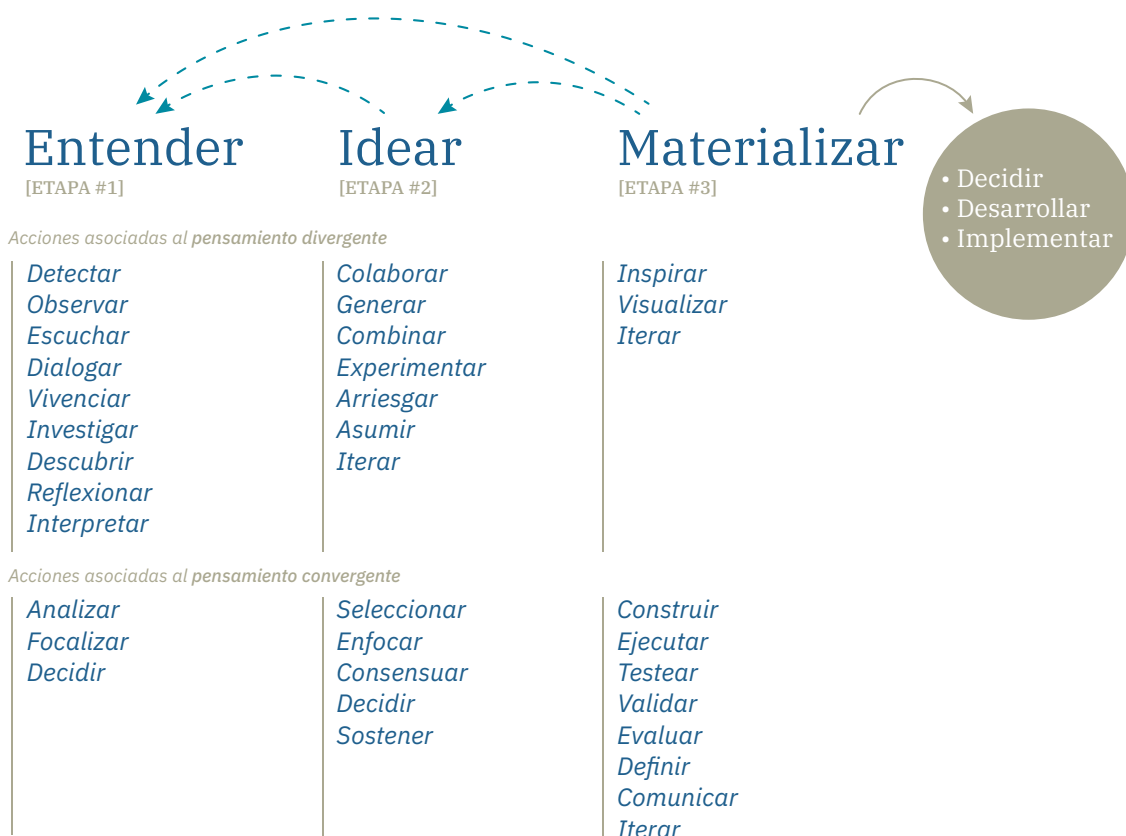 Entender
[ETAPA #1]
Idear
[ETAPA #2]
Materializar
[ETAPA #3]
• Decidir
• Desarrollar
• Implementar
Acciones asociadas al pensamiento divergente
Detectar
Observar
Escuchar
Dialogar
Vivenciar
Investigar
Descubrir
Reflexionar
Interpretar
Colaborar
Generar
Combinar
Experimentar
Arriesgar
Asumir
Iterar
Inspirar
Visualizar
Iterar
Acciones asociadas al pensamiento convergente
Analizar
Focalizar
Decidir
Seleccionar
Enfocar
Consensuar
Decidir
Sostener
Construir
Ejecutar
Testear
Validar
Evaluar
Definir
Comunicar
Iterar